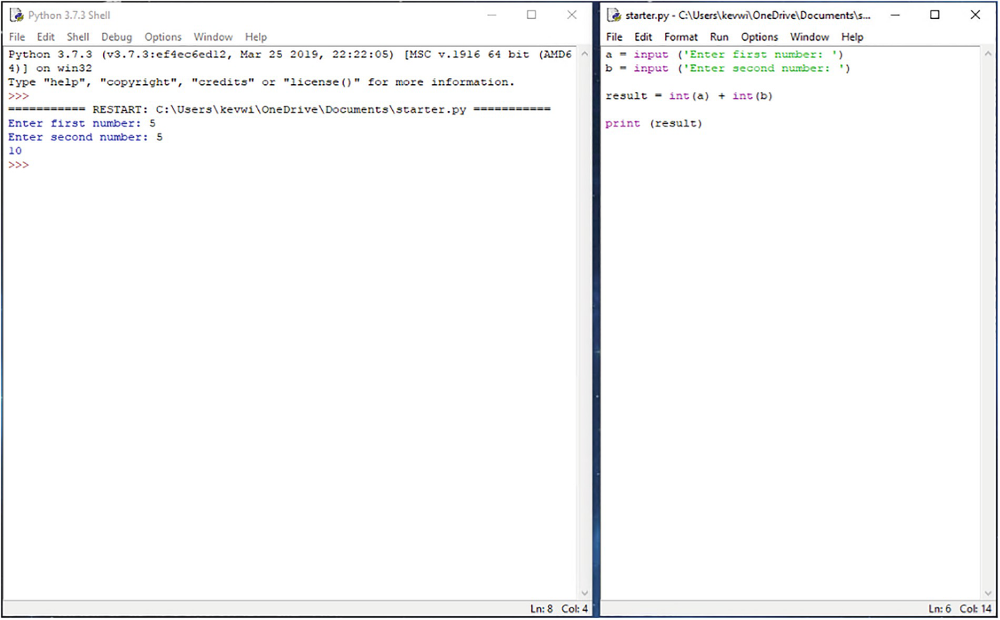 Python 3.7.3 Shell
File Edit Shell Debug Options Window Help
Python 3.7.3 (v3.7.3:ef4ec6ed12, Mar 25 2019, 22:22:05) [MSC v.1916 64 bit (AMD6
4)] on win32
Type "help", "copyright", "credits" or "license()" for more information.
>>>
=========== RESTART: C:\Users\kevwi\OneDrive\Documents\starter.py ===========
Enter first number: 5
Enter second number: 5
10
>>>
Ln: 8 Col: 4
starter.py - C:\Users\kevwi\OneDrive\Documents\s...
File Edit Format Run Options Window Help
a = input ('Enter first number: ')
b = input ('Enter second number: ')
result = int(a) + int(b)
print (result)
Ln: 6 Col: 14